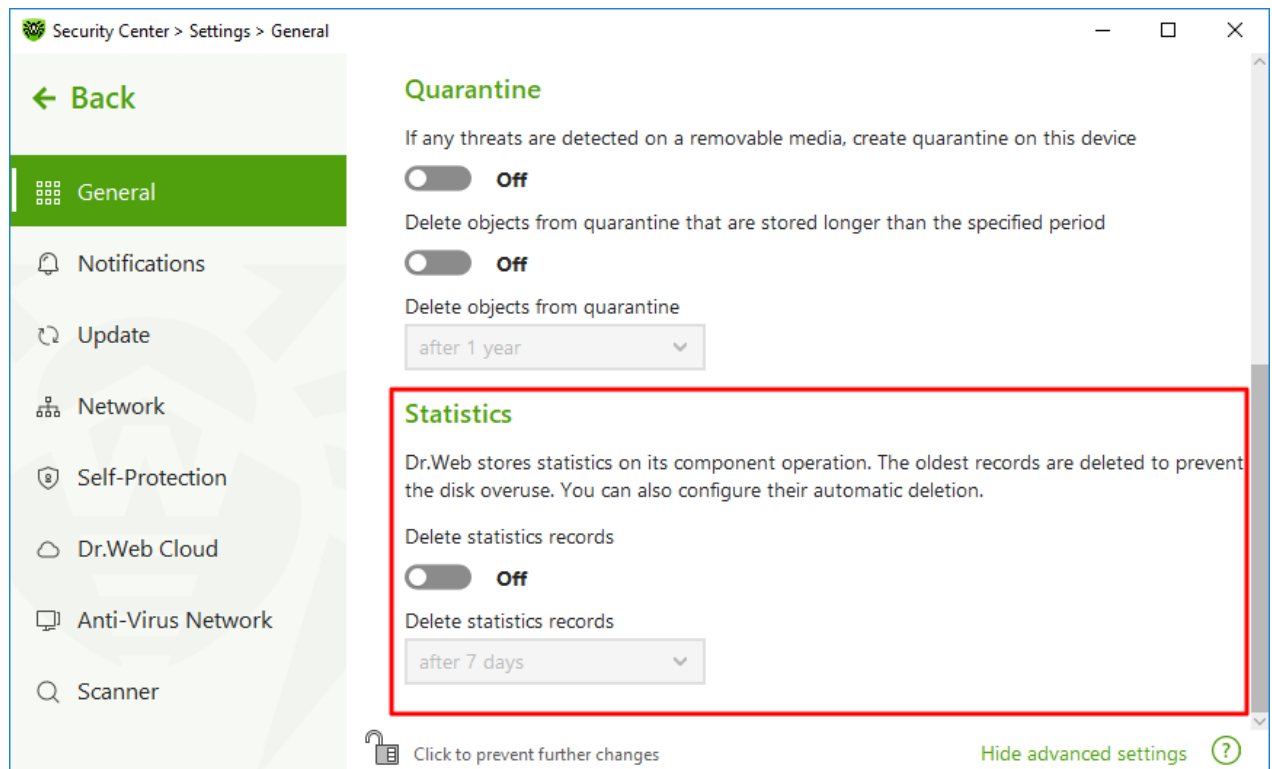 Security Center > Settings > General
Back
General
Notifications
Update
Network
Self-Protection
Dr.Web Cloud
Anti-Virus Network
Scanner
Quarantine
If any threats are detected on a removable media, create quarantine on this device
Off
Delete objects from quarantine that are stored longer than the specified period
Off
Delete objects from quarantine
after 1 year
Statistics
Dr.Web stores statistics on its component operation. The oldest records are deleted to prevent
the disk overuse. You can also configure their automatic deletion.
Delete statistics records
Off
Delete statistics records
after 7 days
Click to prevent further changes
Hide advanced settings
?